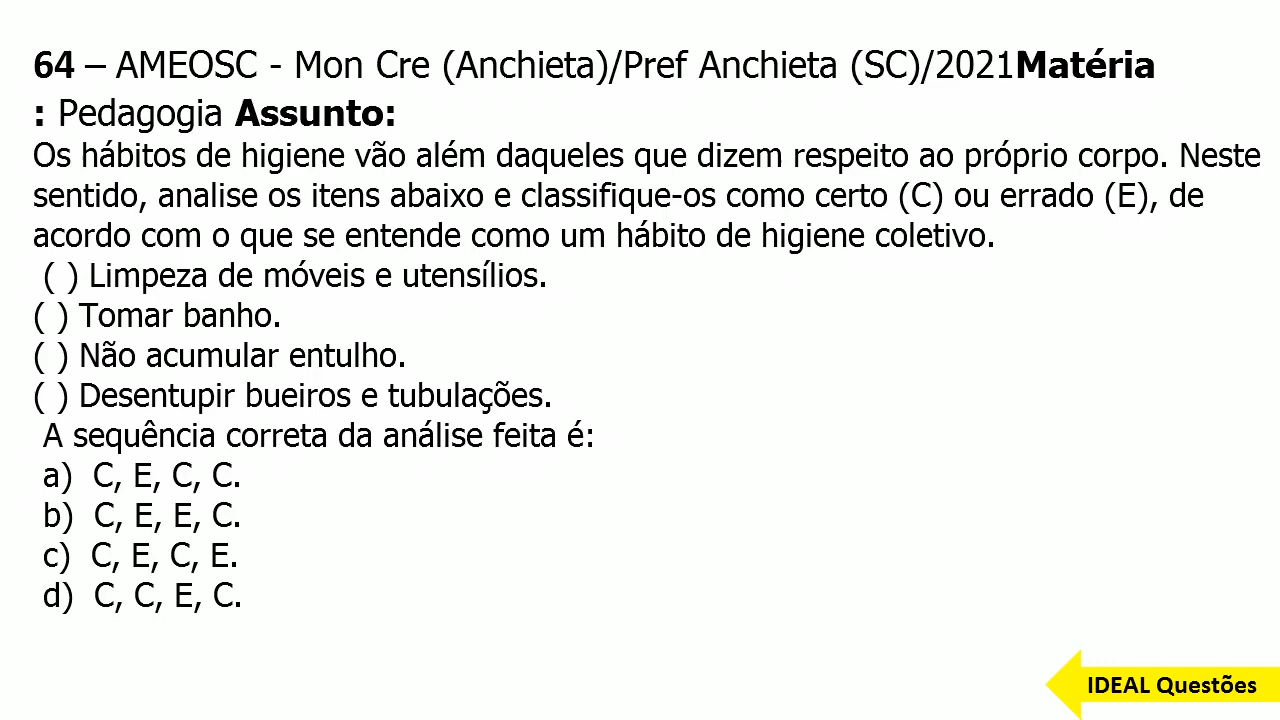 64 – AMEOSC - Mon Cre (Anchieta)/Pref Anchieta (SC)/2021Matéria
: Pedagogia Assunto:
Os hábitos de higiene vão além daqueles que dizem respeito ao próprio corpo. Neste
sentido, analise os itens abaixo e classifique-os como certo (C) ou errado (E), de
acordo com o que se entende como um hábito de higiene coletivo.
( ) Limpeza de móveis e utensílios.
( ) Tomar banho.
( ) Não acumular entulho.
( ) Desentupir bueiros e tubulações.
A sequência correta da análise feita é:
a) C, E, C, C.
b) C, E, E, C.
c) C, E, C, E.
d) C, C, E, C.
IDEAL Questões